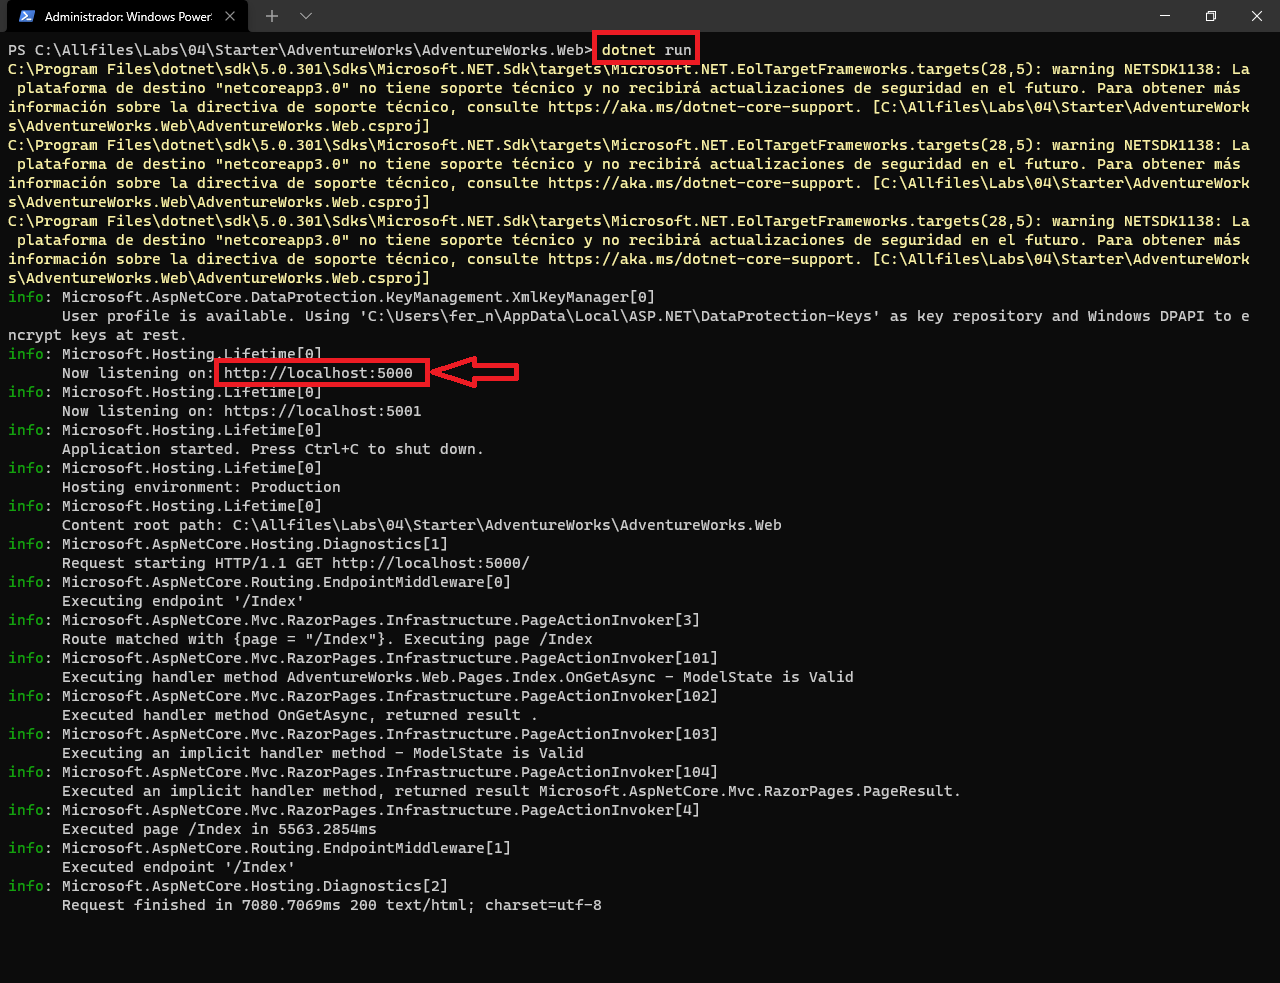 Administrador: Windows Power
PS C:\Allfiles\Labs\04\Starter\AdventureWorks\AdventureWorks.Web> dotnet run
C:\Program Files\dotnet\sdk\5.0.301\Sdks\Microsoft.NET.Sdk\targets\Microsoft.NET.EolTargetFrameworks.targets(28,5): warning NETSDK1138: La
plataforma de destino "netcoreapp3.0" no tiene soporte técnico y no recibirá actualizaciones de seguridad en el futuro. Para obtener más
información sobre la directiva de soporte técnico, consulte https://aka.ms/dotnet-core-support. [C:\Allfiles\Labs\04\Starter\AdventureWork
s\AdventureWorks.Web\AdventureWorks.Web.csproj]
C:\Program Files\dotnet\sdk\5.0.301\Sdks\Microsoft.NET.Sdk\targets\Microsoft.NET.EolTargetFrameworks.targets(28,5): warning NETSDK1138: La
plataforma de destino "netcoreapp3.0" no tiene soporte técnico y no recibirá actualizaciones de seguridad en el futuro. Para obtener más
información sobre la directiva de soporte técnico, consulte https://aka.ms/dotnet-core-support. [C:\Allfiles\Labs\04\Starter\AdventureWork
s\AdventureWorks.Web\AdventureWorks.Web.csproj]
C:\Program Files\dotnet\sdk\5.0.301\Sdks\Microsoft.NET.Sdk\targets\Microsoft.NET.EolTargetFrameworks.targets(28,5): warning NETSDK1138: La
plataforma de destino "netcoreapp3.0" no tiene soporte técnico y no recibirá actualizaciones de seguridad en el futuro. Para obtener más
información sobre la directiva de soporte técnico, consulte https://aka.ms/dotnet-core-support. [C:\Allfiles\Labs\04\Starter\AdventureWork
s\AdventureWorks.Web\AdventureWorks.Web.csproj]
info: Microsoft.AspNetCore.DataProtection.KeyManagement.XmlKeyManager[0]
User profile is available. Using 'C:\Users\fer_n\AppData\Local\ASP.NET\DataProtection-Keys' as key repository and Windows DPAPI to e
ncrypt keys at rest.
info: Microsoft.Hosting.Lifetime[0]
Now listening on: http://localhost:5000
info: Microsoft.Hosting.Lifetime[0]
Now listening on: https://localhost:5001
info: Microsoft.Hosting.Lifetime[0]
Application started. Press Ctrl+C to shut down.
info: Microsoft.Hosting.Lifetime[0]
Hosting environment: Production
info: Microsoft.Hosting.Lifetime[0]
Content root path: C:\Allfiles\Labs\04\Starter\AdventureWorks\AdventureWorks.Web
info: Microsoft.AspNetCore.Hosting.Diagnostics[1]
Request starting HTTP/1.1 GET http://localhost:5000/
info: Microsoft.AspNetCore.Routing.EndpointMiddleware[0]
Executing endpoint '/Index'
info: Microsoft.AspNetCore.Mvc.RazorPages.Infrastructure.PageActionInvoker[3]
Route matched with {page = "/Index"}. Executing page /Index
info: Microsoft.AspNetCore.Mvc.RazorPages.Infrastructure.PageActionInvoker[101]
Executing handler method AdventureWorks.Web.Pages.Index.OnGetAsync - ModelState is Valid
info: Microsoft.AspNetCore.Mvc.RazorPages.Infrastructure.PageActionInvoker[102]
Executed handler method OnGetAsync, returned result .
info: Microsoft.AspNetCore.Mvc.RazorPages.Infrastructure.PageActionInvoker[103]
Executing an implicit handler method - ModelState is Valid
info: Microsoft.AspNetCore.Mvc.RazorPages.Infrastructure.PageActionInvoker[104]
Executed an implicit handler method, returned result Microsoft.AspNetCore.Mvc.RazorPages.PageResult.
info: Microsoft.AspNetCore.Mvc.RazorPages.Infrastructure.PageActionInvoker[4]
Executed page /Index in 5563.2854ms
info: Microsoft.AspNetCore.Routing.EndpointMiddleware[1]
Executed endpoint '/Index'
info: Microsoft.AspNetCore.Hosting.Diagnostics[2]
Request finished in 7080.7069ms 200 text/html; charset=utf-8